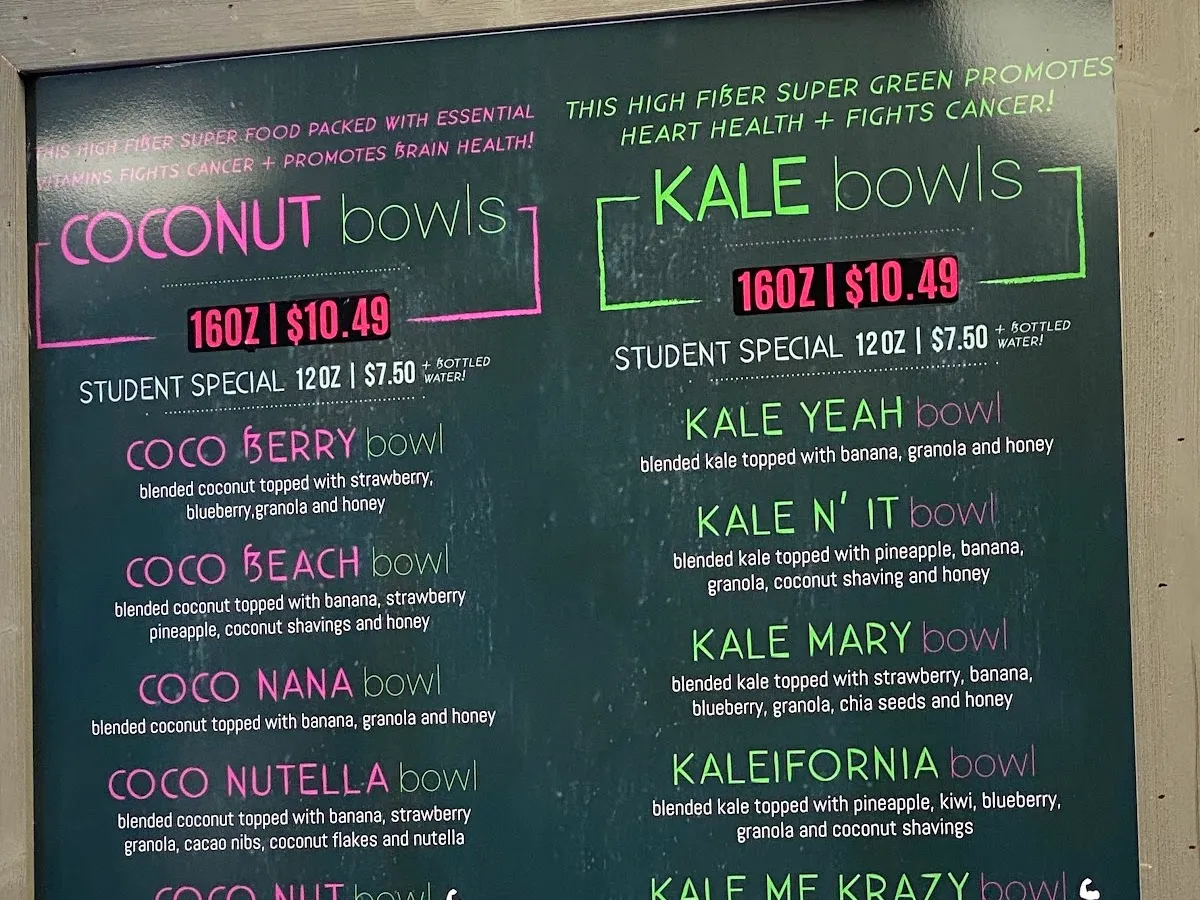 THIS HIGH FIBER SUPER FOOD PACKED WITH ESSENTIAL
VITAMINS FIGHTS CANCER + PROMOTES BRAIN HEALTH!
COCONUT bowls
16OZ | $10.49
STUDENT SPECIAL 12OZ | $7.50 + BOTTLED
WATER!
COCO BERRY bowl
blended coconut topped with strawberry,
blueberry,granola and honey
COCO BEACH bowl
blended coconut topped with banana, strawberry
pineapple, coconut shavings and honey
COCO NANA bowl
blended coconut topped with banana, granola and honey
COCO NUTELLA bowl
blended coconut topped with banana, strawberry
granola, cacao nibs, coconut flakes and nutella
COCO NUT bowl
THIS HIGH FIBER SUPER GREEN PROMOTES
HEART HEALTH + FIGHTS CANCER!
KALE bowls
16OZ | $10.49
STUDENT SPECIAL 12OZ | $7.50 + BOTTLED
WATER!
KALE YEAH bowl
blended kale topped with banana, granola and honey
KALE N' IT bowl
blended kale topped with pineapple, banana,
granola, coconut shaving and honey
KALE MARY bowl
blended kale topped with strawberry, banana,
blueberry, granola, chia seeds and honey
KALEIFORNIA bowl
blended kale topped with pineapple, kiwi, blueberry,
granola and coconut shavings
KALE ME KRAZY bowl